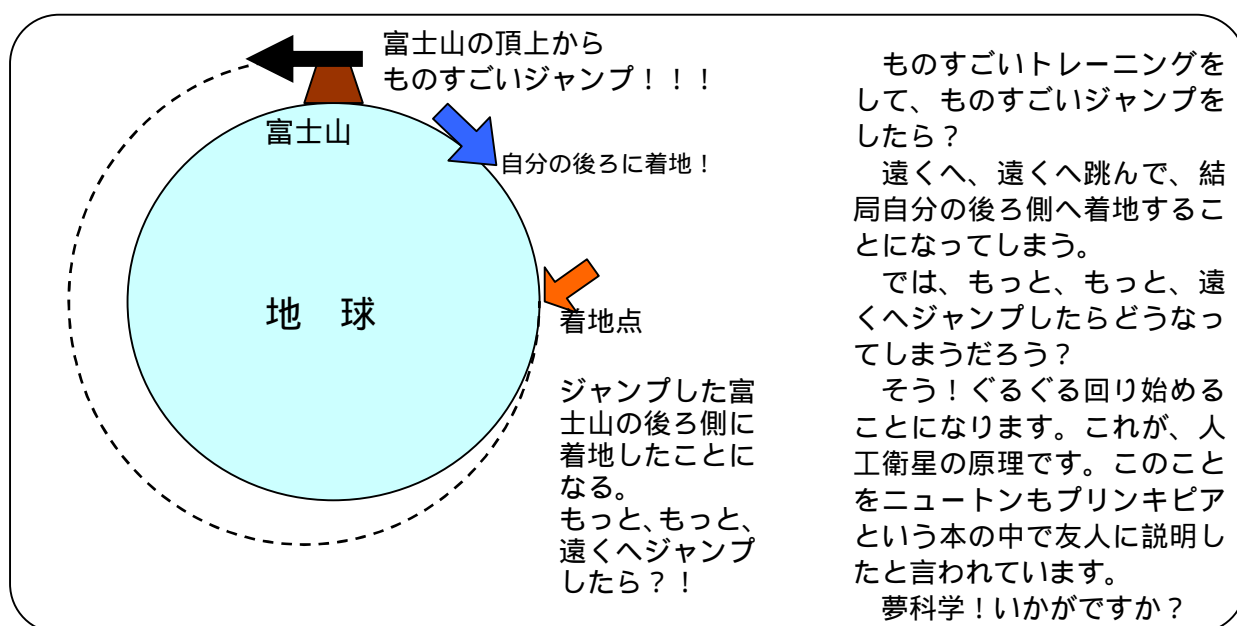 富士山の頂上から
ものすごいジャンプ！！！
富士山
自分の後ろに着地！
地　球
着地点
ジャンプした富
士山の後ろ側に
着地したことに
なる。
もっと、もっと、
遠くへジャンプ
したら？！
　ものすごいトレーニングを
して、ものすごいジャンプを
したら？
　遠くへ、遠くへ跳んで、結
局自分の後ろ側へ着地するこ
とになってしまう。
　では、もっと、もっと、遠
くへジャンプしたらどうなっ
てしまうだろう？
　そう！ぐるぐる回り始める
ことになります。これが、人
工衛星の原理です。このこと
をニュートンもプリンキピア
という本の中で友人に説明し
たと言われています。
　夢科学！いかがですか？